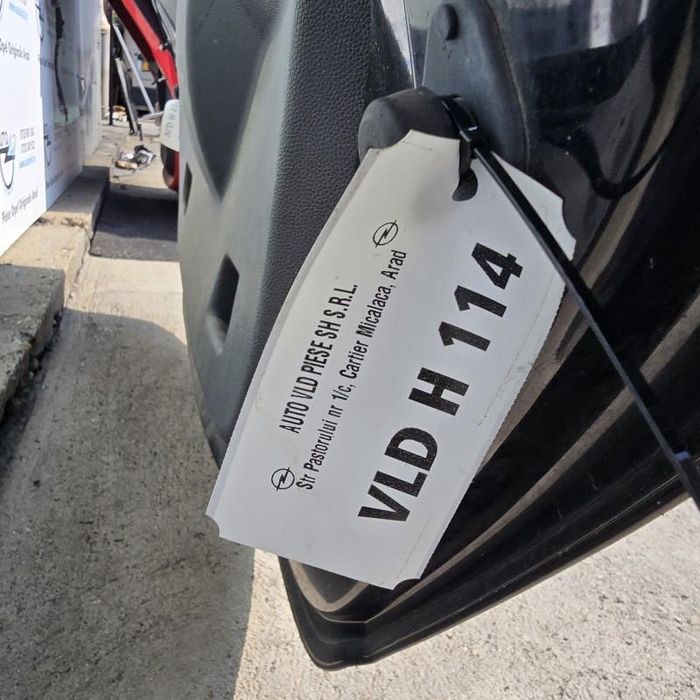 AUTO VLD PIESE SH S.R.L.
Str Pastorului nr 1/c, Cartier Micalaca, Arad
VLD H 114